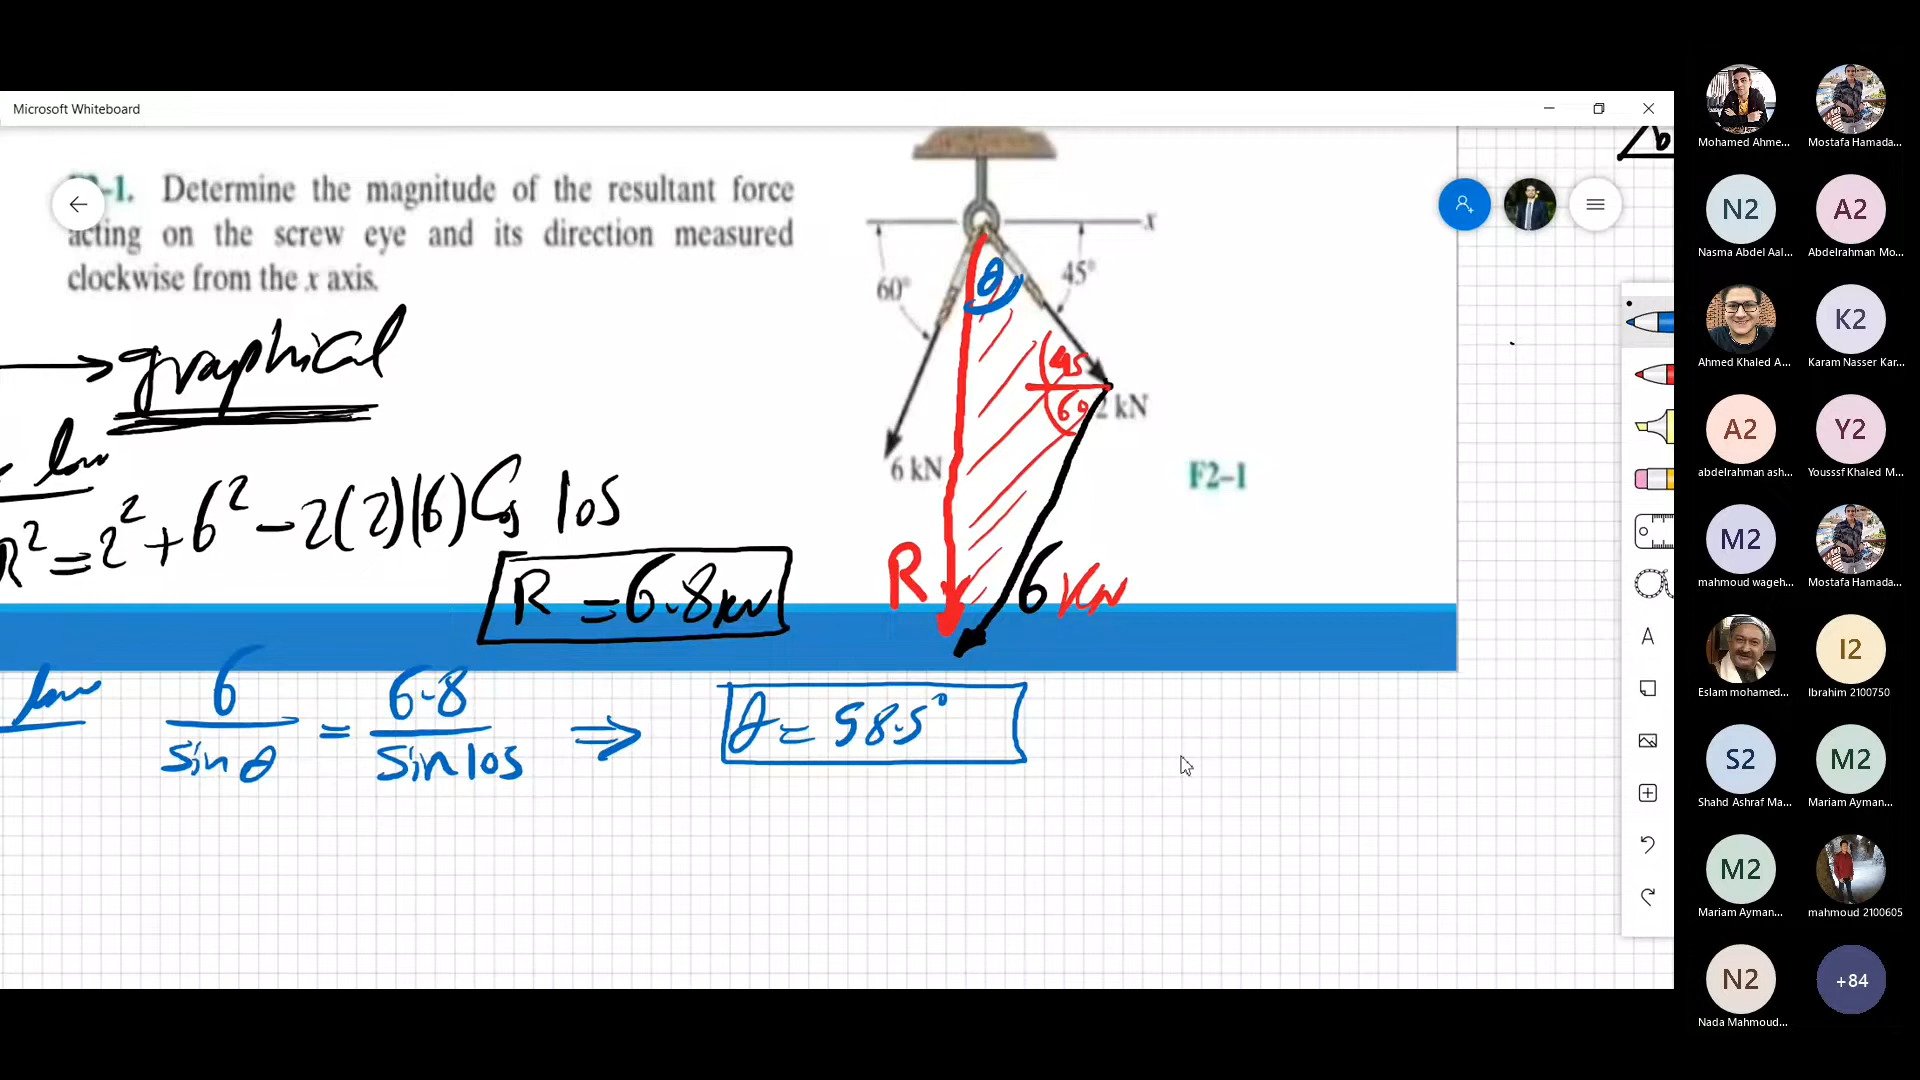 Microsoft Whiteboard
-1. Determine the magnitude of the resultant force
acting on the screw eye and its direction measured
clockwise from the x axis.
graphical
law
R² = 2² + 6² - 2(2)(6) Cos 105
R = 6.8 kN
law
6 / sin θ = 6.8 / sin 105 ⇒ θ = 58.5°
x
60°
45°
θ
45
60
2 kN
6 kN
F2-1
R
6 kN
A
Mohamed Ahme...
Mostafa Hamada...
N2
Nasma Abdel Aal...
A2
Abdelrahman Mo...
Ahmed Khaled A...
K2
Karam Nasser Kar...
A2
abdelrahman ash...
Y2
Yousssf Khaled M...
M2
mahmoud wageh...
Mostafa Hamada...
Eslam mohamed...
I2
Ibrahim 2100750
S2
Shahd Ashraf Ma...
M2
Mariam Ayman...
M2
Mariam Ayman...
mahmoud 2100605
N2
Nada Mahmoud...
+84